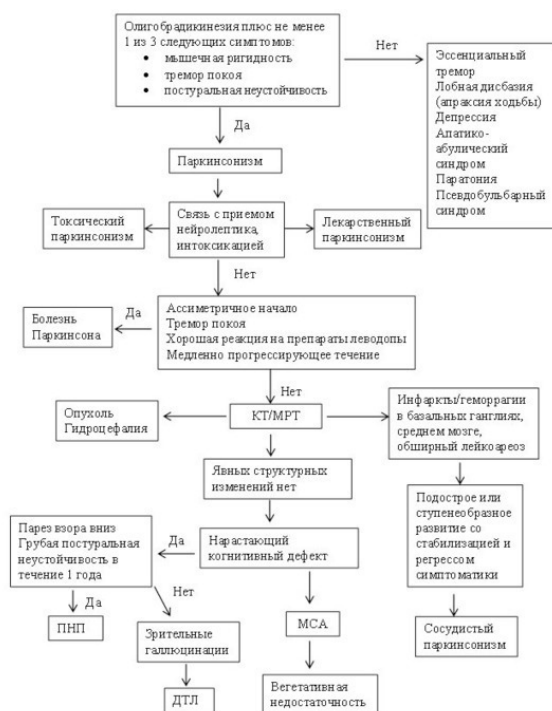 Олигобрадикинезия плюс не менее
1 из 3 следующих симптомов:
• мышечная ригидность
• тремор покоя
• постуральная неустойчивость
Нет
Эссенциальный
тремор
Лобная дисбазия
(апраксия ходьбы)
Депрессия
Апатико-
абулический
синдром
Паратония
Псевдобульбарный
синдром
Да
Паркинсонизм
Токсический
паркинсонизм
Связь с приемом
нейролептика,
интоксикацией
Лекарственный
паркинсонизм
Нет
Болезнь
Паркинсона
Да
Ассиметричное начало
Тремор покоя
Хорошая реакция на препараты леводопы
Медленно прогрессирующее течение
Нет
Опухоль
Гидроцефалия
КТ/МРТ
Инфаркты/геморрагии
в базальных ганглиях,
среднем мозге,
обширный лейкоареоз
Явных структурных
изменений нет
Подострое или
ступенеобразное
развитие со
стабилизацией и
регрессом
симптоматики
Парез взора вниз
Грубая постуральная
неустойчивость в
течение 1 года
Да
Нарастающий
когнитивный дефект
Да
Нет
ПНП
Зрительные
галлюцинации
МСА
Сосудистый
паркинсонизм
ДТЛ
Вегетативная
недостаточность